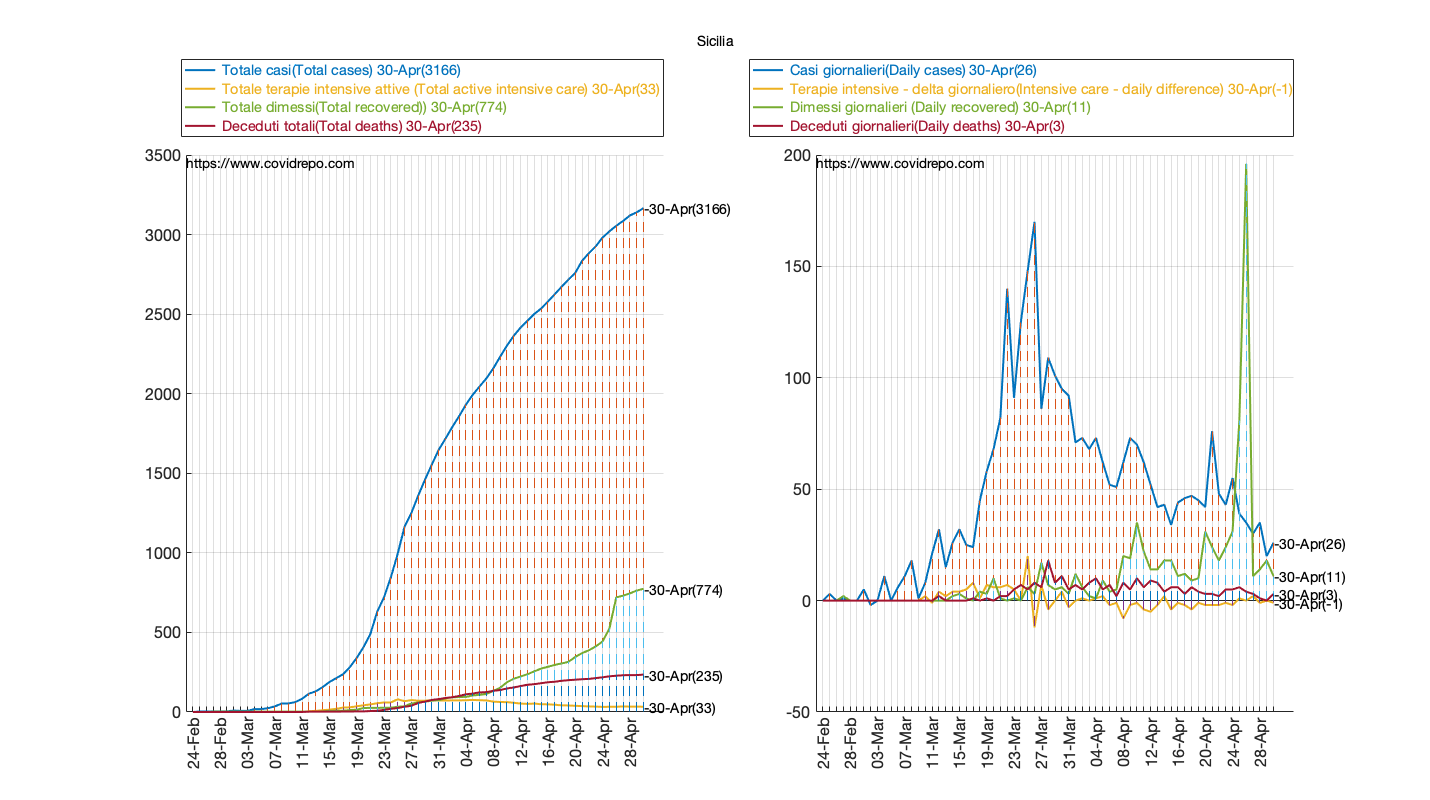 Sicilia
Totale casi(Total cases) 30-Apr(3166)
Totale terapie intensive attive (Total active intensive care) 30-Apr(33)
Totale dimessi(Total recovered)) 30-Apr(774)
Deceduti totali(Total deaths) 30-Apr(235)
3500
3000
2500
2000
1500
1000
500
0
https://www.covidrepo.com
-30-Apr(3166)
-30-Apr(774)
-30-Apr(235)
-30-Apr(33)
24-Feb
28-Feb
03-Mar
07-Mar
11-Mar
15-Mar
19-Mar
23-Mar
27-Mar
31-Mar
04-Apr
08-Apr
12-Apr
16-Apr
20-Apr
24-Apr
28-Apr
Casi giornalieri(Daily cases) 30-Apr(26)
Terapie intensive - delta giornaliero(Intensive care - daily difference) 30-Apr(-1)
Dimessi giornalieri (Daily recovered) 30-Apr(11)
Deceduti giornalieri(Daily deaths) 30-Apr(3)
200
150
100
50
0
-50
https://www.covidrepo.com
-30-Apr(26)
-30-Apr(11)
-30-Apr(3)
-30-Apr(-1)
24-Feb
28-Feb
03-Mar
07-Mar
11-Mar
15-Mar
19-Mar
23-Mar
27-Mar
31-Mar
04-Apr
08-Apr
12-Apr
16-Apr
20-Apr
24-Apr
28-Apr